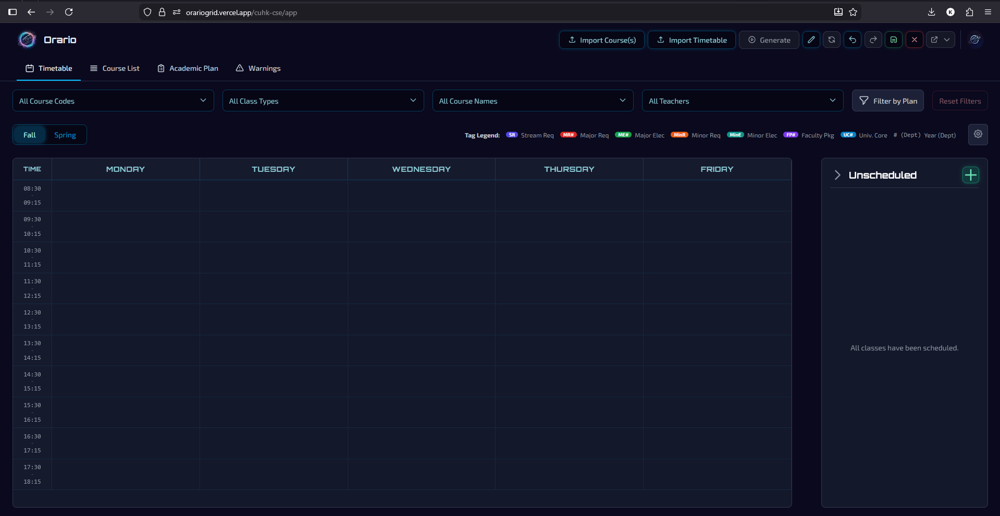 orariogrid.vercel.app/cuhk-cse/app
K
Orario
Import Course(s)
Import Timetable
Generate
Timetable
Course List
Academic Plan
Warnings
All Course Codes
All Class Types
All Course Names
All Teachers
Filter by Plan
Reset Filters
Fall
Spring
Tag Legend: SR Stream Req MR# Major Req ME# Major Elec MinR Minor Req MinE Minor Elec FP# Faculty Pkg UC# Univ. Core # (Dept) Year (Dept)
TIME MONDAY TUESDAY WEDNESDAY THURSDAY FRIDAY
08:30
-
09:15
09:30
-
10:15
10:30
-
11:15
11:30
-
12:15
12:30
-
13:15
13:30
-
14:15
14:30
-
15:15
15:30
-
16:15
16:30
-
17:15
17:30
-
18:15
Unscheduled
All classes have been scheduled.